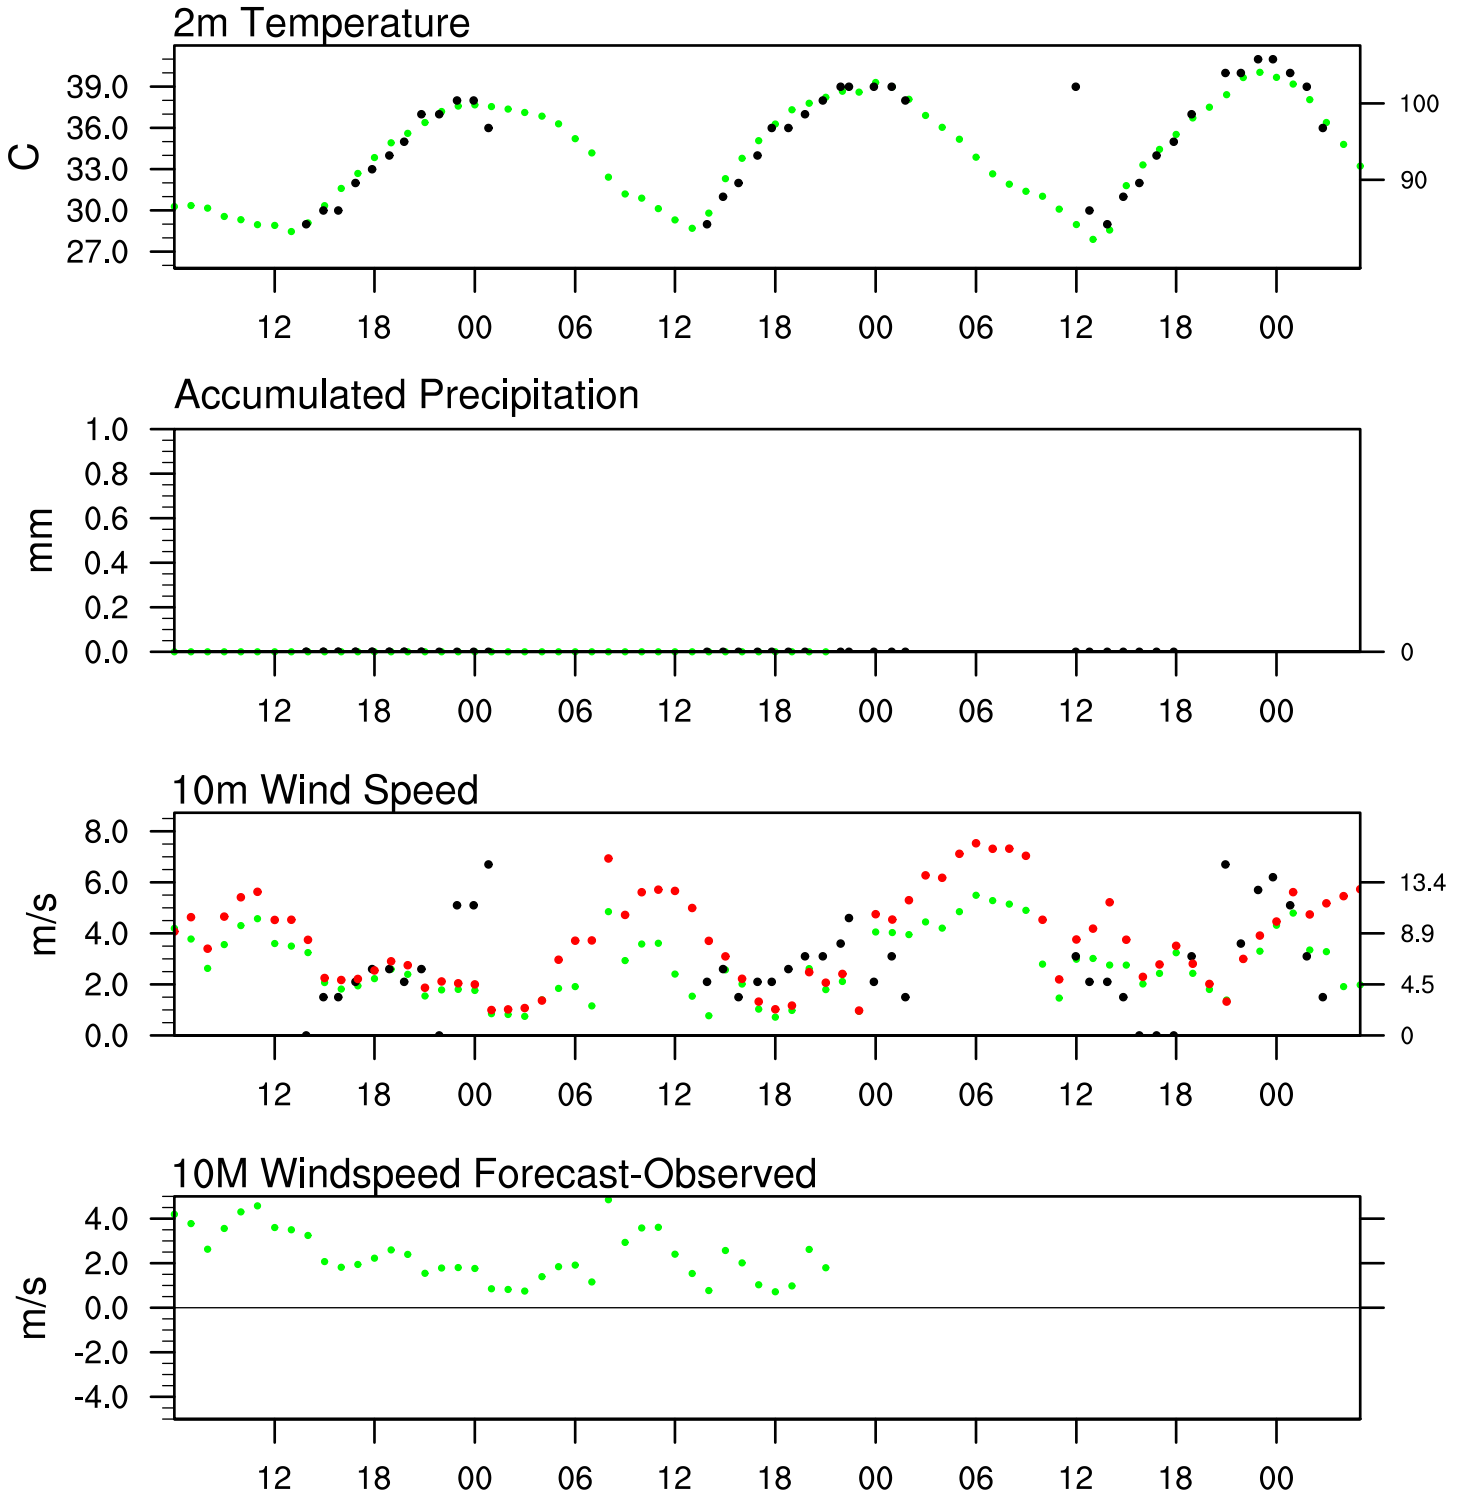 2m Temperature
39.0
36.0
33.0
30.0
27.0
C
100
90
12 18 00 06 12 18 00 06 12 18 00
Accumulated Precipitation
1.0
0.8
0.6
0.4
0.2
0.0
mm
0
12 18 00 06 12 18 00 06 12 18 00
10m Wind Speed
8.0
6.0
4.0
2.0
0.0
m/s
13.4
8.9
4.5
0
12 18 00 06 12 18 00 06 12 18 00
10M Windspeed Forecast-Observed
4.0
2.0
0.0
-2.0
-4.0
m/s
12 18 00 06 12 18 00 06 12 18 00